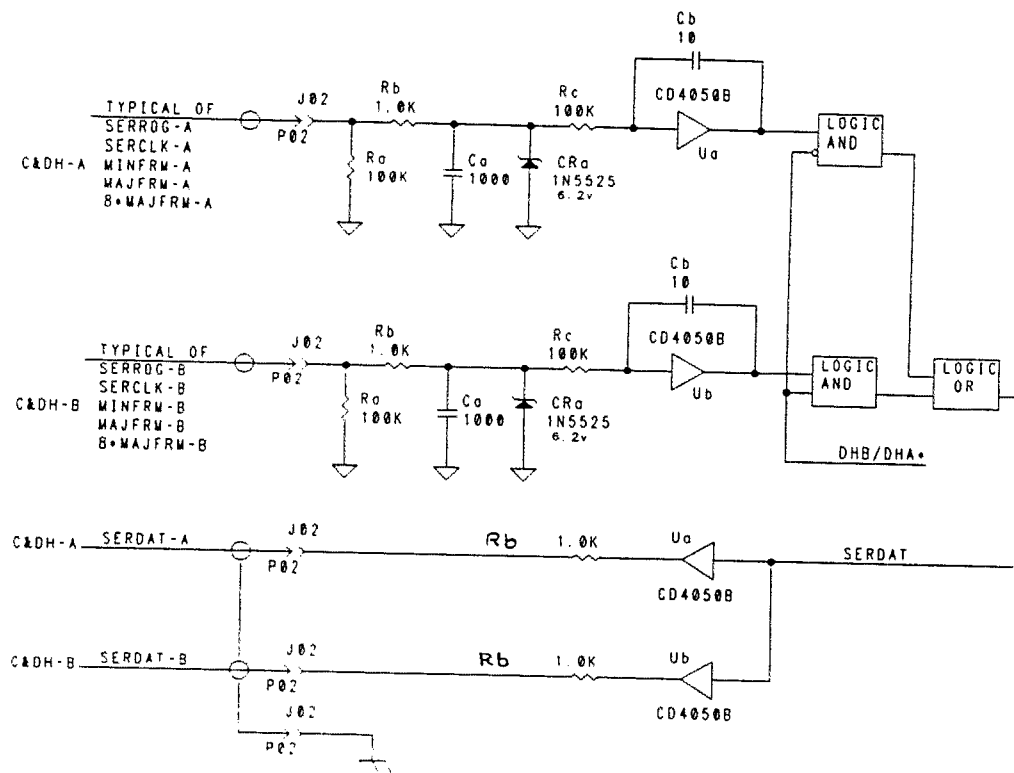 Cb
10
CD4050B
Ua
Rb
1.0K
Rc
100K
J02
P02
TYPICAL OF
SERROG-A
SERCLK-A
MINFRM-A
MAJFRM-A
8*MAJFRM-A
C&DH-A
Ra
100K
Ca
1000
CRa
1N5525
6.2v
LOGIC
AND
Cb
10
CD4050B
Ub
Rb
1.0K
Rc
100K
J02
P02
TYPICAL OF
SERROG-B
SERCLK-B
MINFRM-B
MAJFRM-B
8*MAJFRM-B
C&DH-B
Ra
100K
Ca
1000
CRa
1N5525
6.2v
LOGIC
AND
LOGIC
OR
DHB/DHA*
C&DH-A
SERDAT-A
J02
P02
Rb
1.0K
Ua
CD4050B
SERDAT
C&DH-B
SERDAT-B
J02
P02
Rb
1.0K
Ub
CD4050B
J02
P02